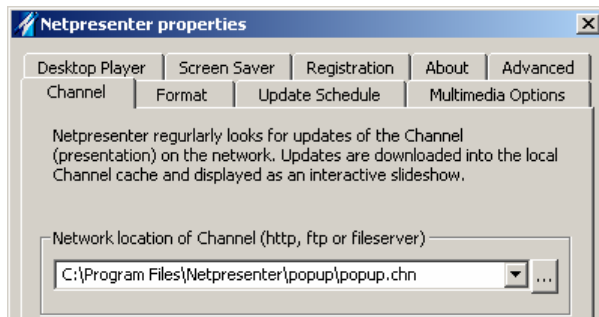 Netpresenter properties
Desktop Player Screen Saver Registration About Advanced
Channel Format Update Schedule Multimedia Options
Netpresenter regurlarly looks for updates of the Channel
(presentation) on the network. Updates are downloaded into the local
Channel cache and displayed as an interactive slideshow.
Network location of Channel (http, ftp or fileserver)
C:\Program Files\Netpresenter\popup\popup.chn ...